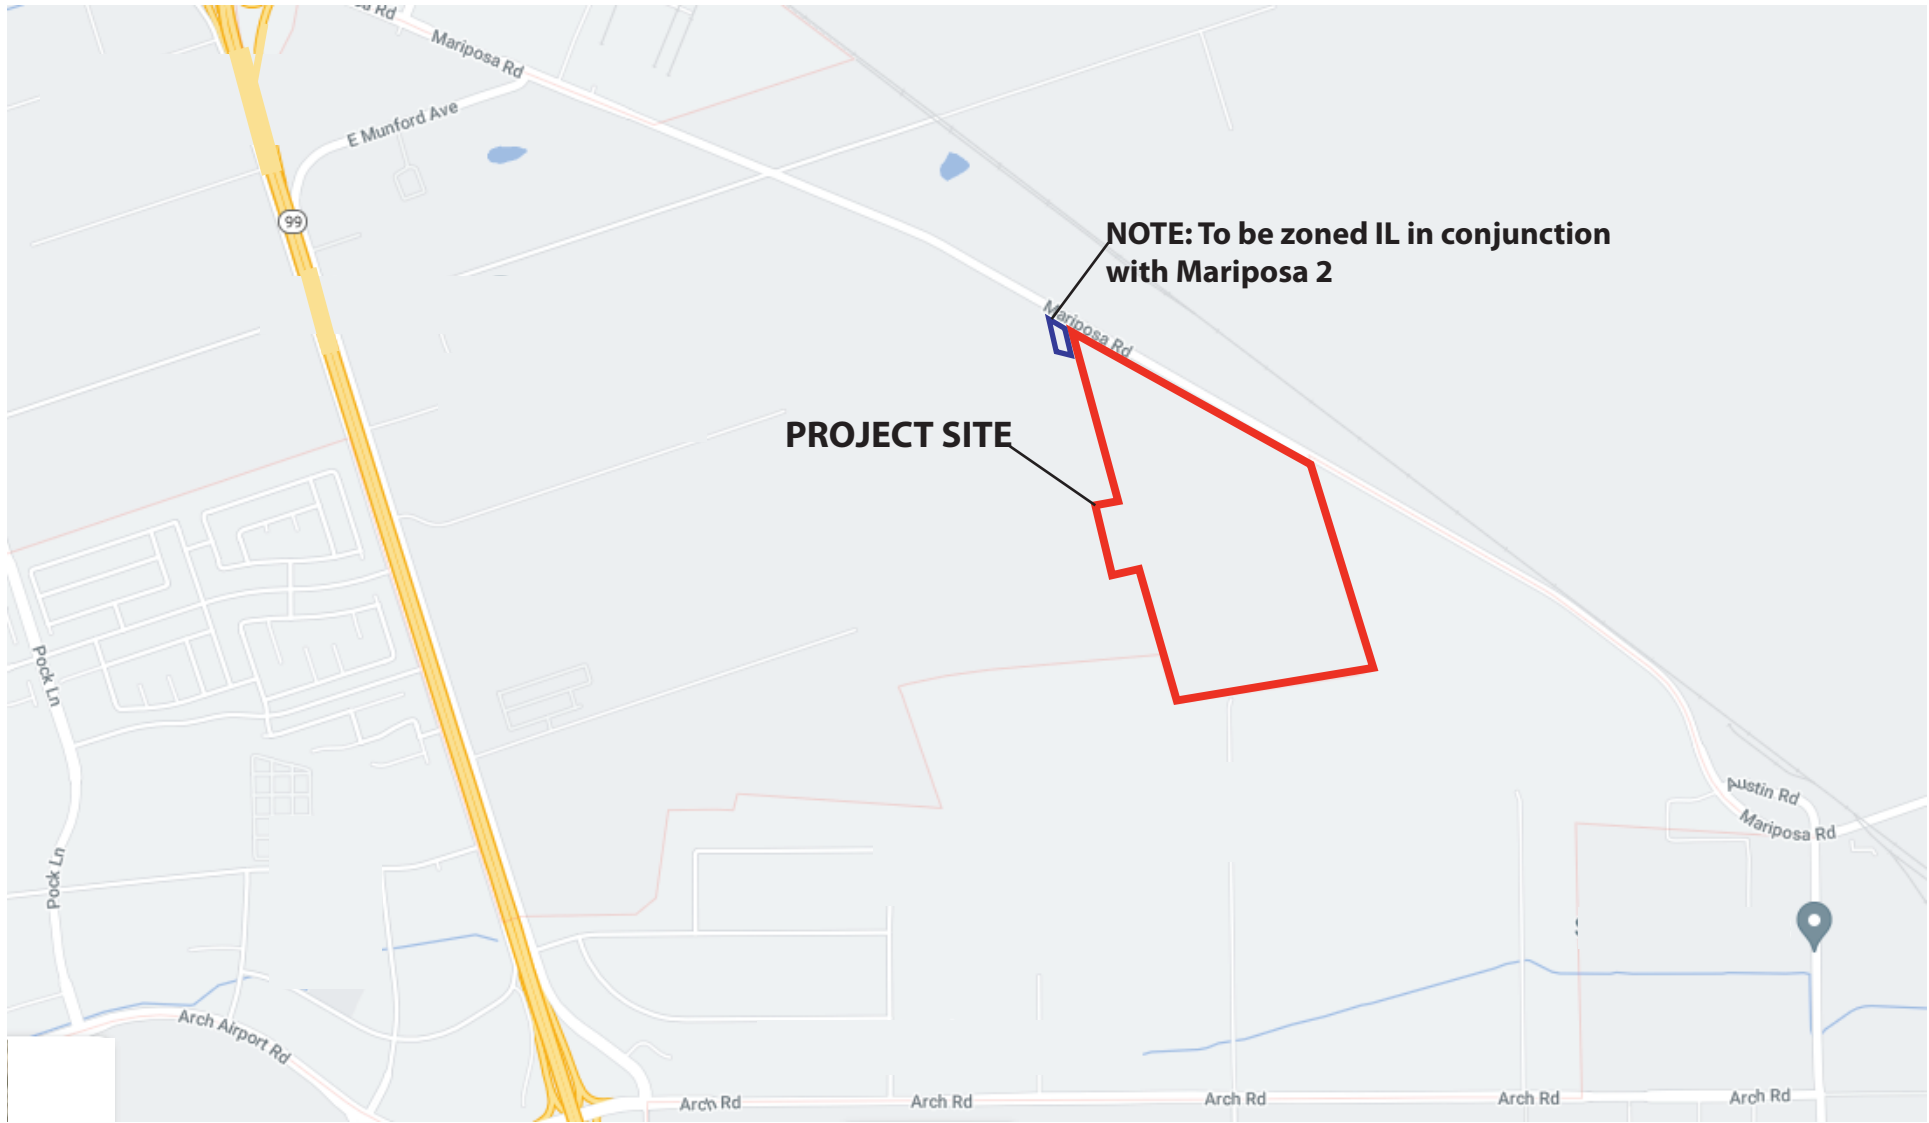 Mariposa Rd
E Munford Ave
99
NOTE: To be zoned IL in conjunction
with Mariposa 2
Mariposa Rd
PROJECT SITE
Pock Ln
Austin Rd
Mariposa Rd
Pock Ln
Arch Airport Rd
Arch Rd
Arch Rd
Arch Rd
Arch Rd
Arch Rd